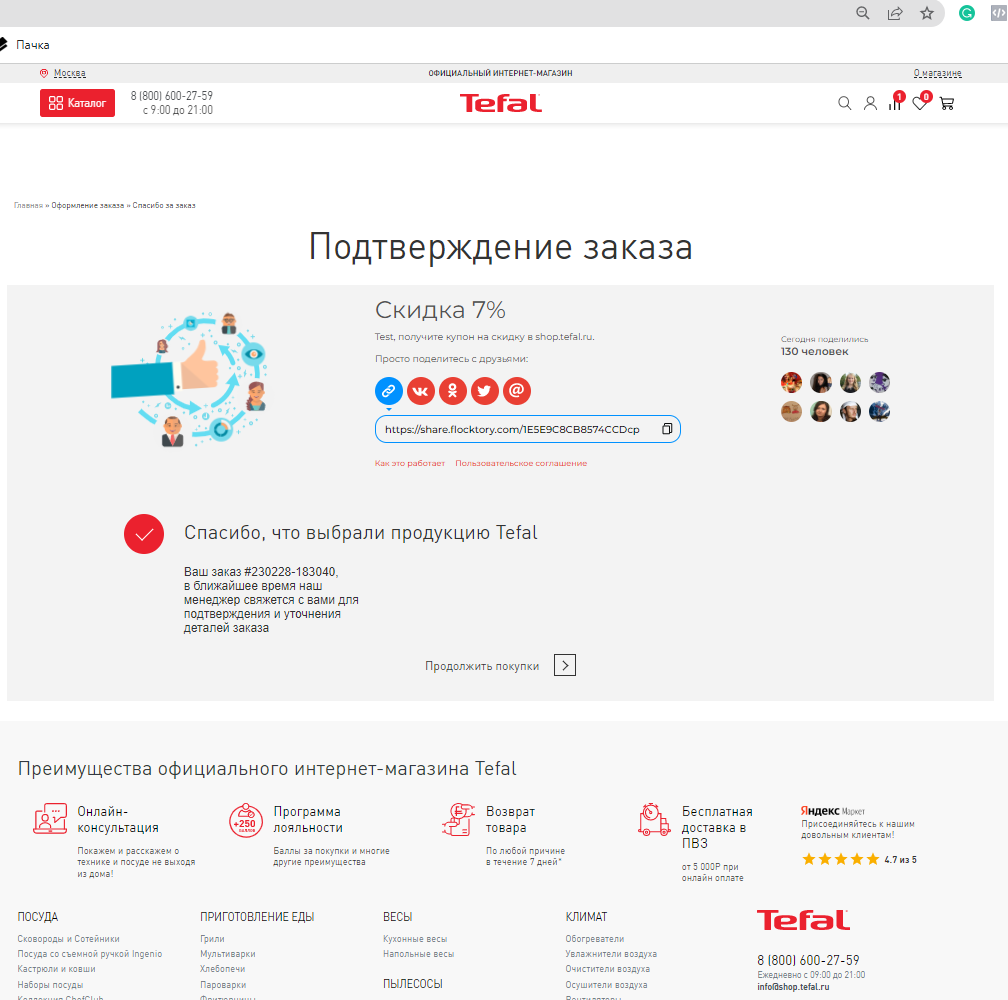 Пачка
Москва
ОФИЦИАЛЬНЫЙ ИНТЕРНЕТ-МАГАЗИН
О магазине
Каталог
8 (800) 600-27-59
с 9:00 до 21:00
Tefal
1
0
Главная » Оформление заказа » Спасибо за заказ
Подтверждение заказа
Скидка 7%
Test, получите купон на скидку в shop.tefal.ru.
Просто поделитесь с друзьями:
https://share.flocktory.com/1E5E9C8CB8574CCDcp
Как это работает Пользовательское соглашение
Сегодня поделились
130 человек
Спасибо, что выбрали продукцию Tefal
Ваш заказ #230228-183040,
в ближайшее время наш
менеджер свяжется с вами для
подтверждения и уточнения
деталей заказа
Продолжить покупки
Преимущества официального интернет-магазина Tefal
Онлайн-
консультация
Покажем и расскажем о
технике и посуде не выходя
из дома!
+250
БАЛЛОВ
Программа
лояльности
Баллы за покупки и многие
другие преимущества
Возврат
товара
По любой причине
в течение 7 дней*
Бесплатная
доставка в
ПВЗ
от 5 000Р при
онлайн оплате
Яндекс Маркет
Присоединяйтесь к нашим
довольным клиентам!
4.7 из 5
ПОСУДА
Сковороды и Сотейники
Посуда со съемной ручкой Ingenio
Кастрюли и ковши
Наборы посуды
Коллекция ChefClub
ПРИГОТОВЛЕНИЕ ЕДЫ
Грили
Мультиварки
Хлебопечи
Пароварки
Фритюрницы
ВЕСЫ
Кухонные весы
Напольные весы
ПЫЛЕСОСЫ
КЛИМАТ
Обогреватели
Увлажнители воздуха
Очистители воздуха
Осушители воздуха
Вентиляторы
Tefal
8 (800) 600-27-59
Ежедневно с 09:00 до 21:00
info@shop.tefal.ru